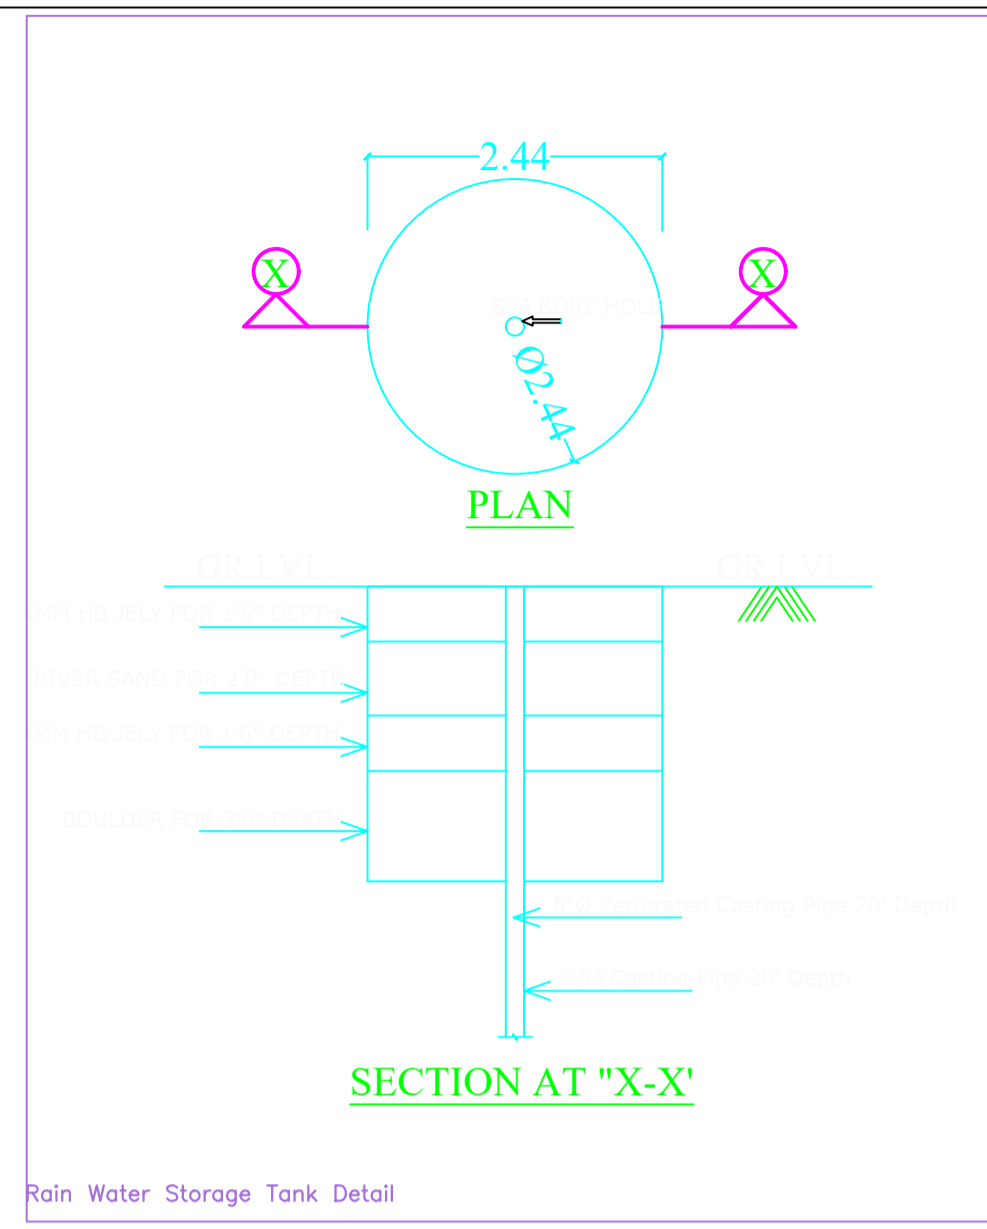 2.44
X
X
6"Ø BORE HOLE
Ø2.44
PLAN
GR.LVL.
GR.LVL.
MM HB JELY FOR 1'6" DEPTH
RIVER SAND FOR 2'0" DEPTH
MM HB JELY FOR 1'6" DEPTH
BOULDER FOR 3'0" DEPTH
6"Ø Perforated Casting Pipe 20' Depth
7"Ø Casting Pipe 20' Depth
SECTION AT "X-X'
Rain Water Storage Tank Detail